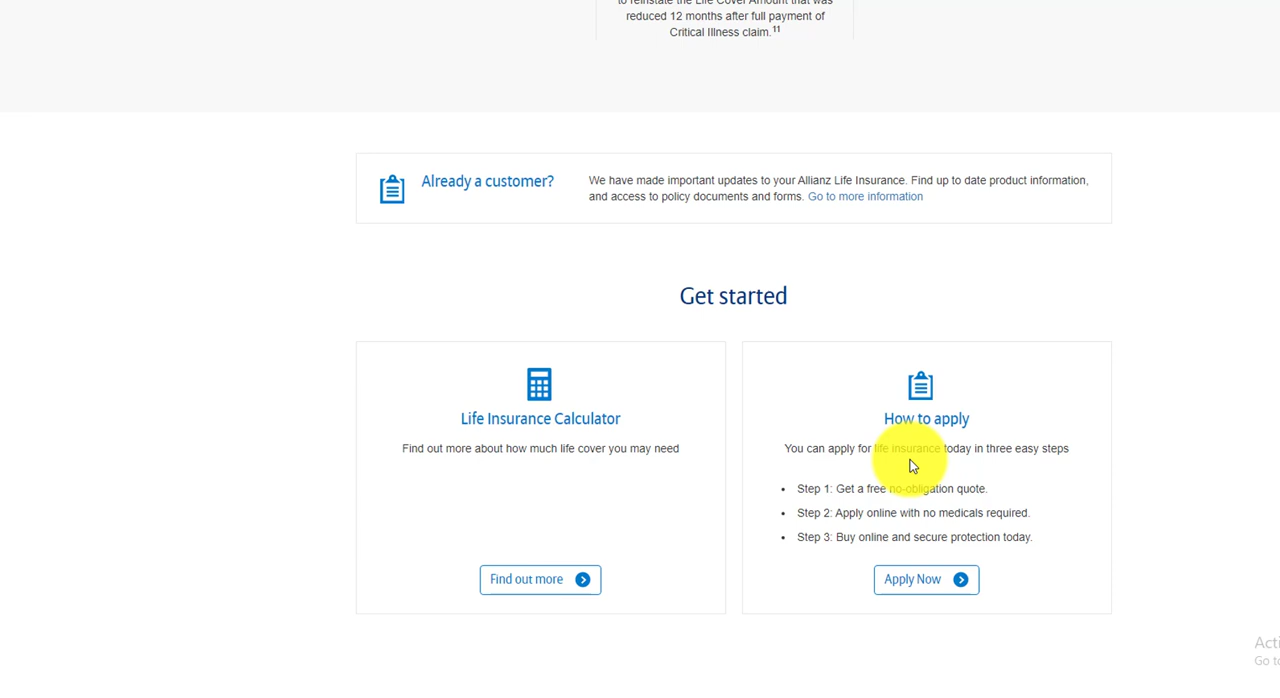 to reinstate the Life Cover Amount that was
reduced 12 months after full payment of
Critical Illness claim.11
Already a customer?
We have made important updates to your Allianz Life Insurance. Find up to date product information,
and access to policy documents and forms. Go to more information
Get started
Life Insurance Calculator
Find out more about how much life cover you may need
Find out more
How to apply
You can apply for life insurance today in three easy steps
• Step 1: Get a free no-obligation quote.
• Step 2: Apply online with no medicals required.
• Step 3: Buy online and secure protection today.
Apply Now
Go to